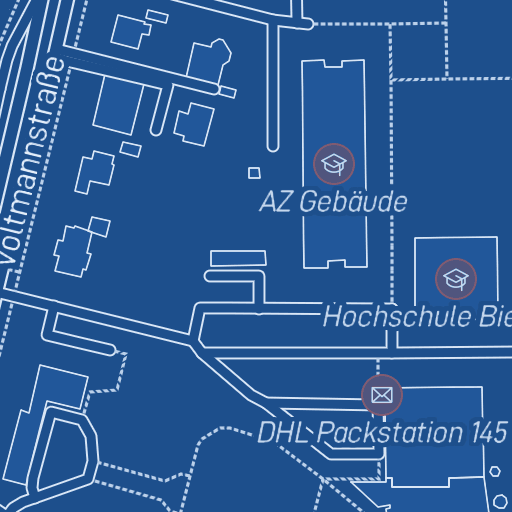 Voltmannstraße
AZ Gebäude
Hochschule Bie
DHL Packstation 145